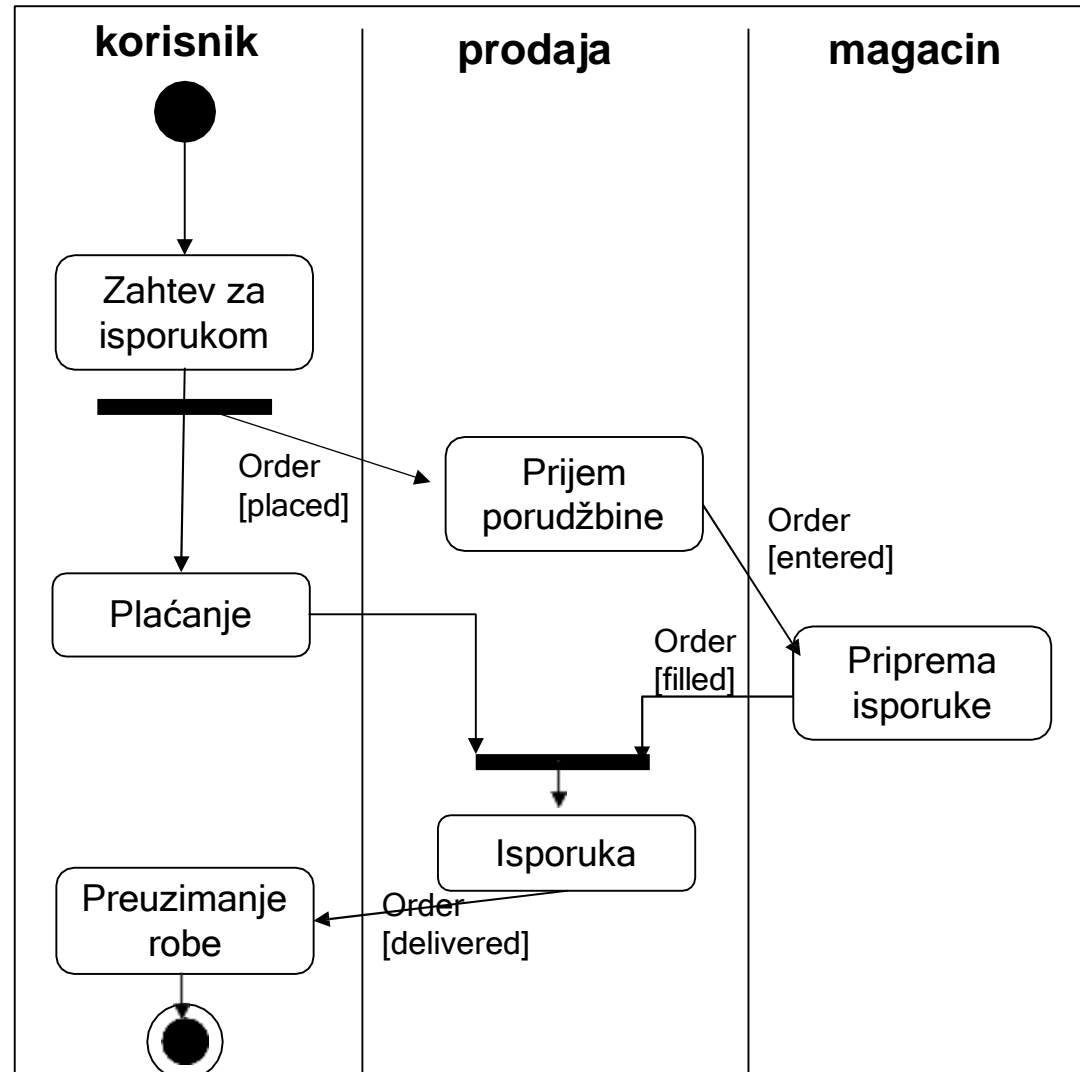 korisnik
prodaja
magacin
Zahtev za
isporukom
Order
[placed]
Prijem
porudžbine
Order
[entered]
Plaćanje
Order
[filled]
Priprema
isporuke
Isporuka
Preuzimanje
robe
Order
[delivered]